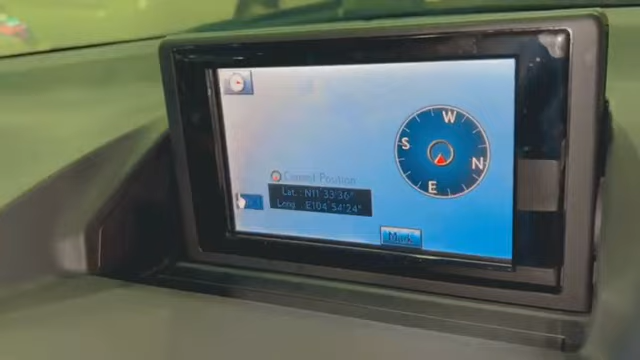 W
S
N
E
Current Position
Lat. : N11°33'36"
Long. : E104°54'24"
Mark